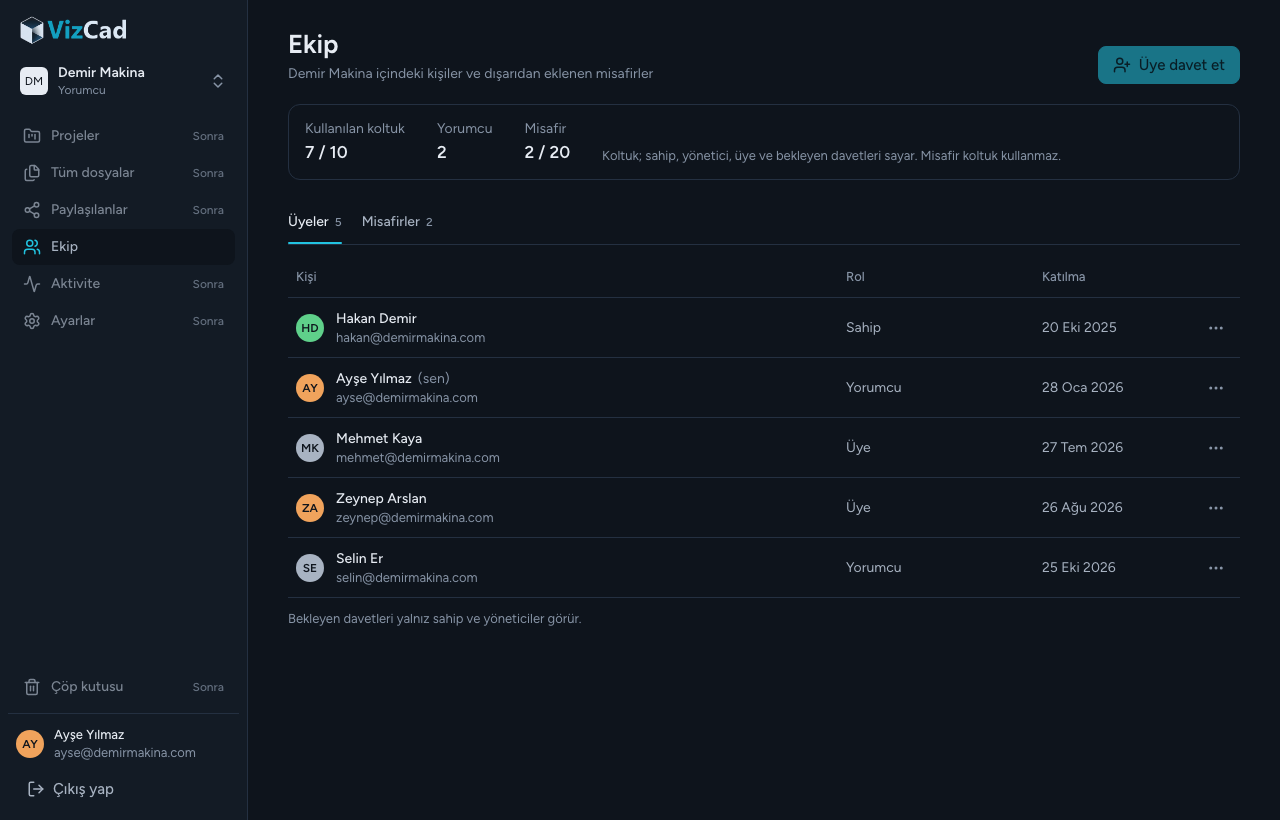 VizCad
DM
Demir Makina
Yorumcu
Projeler Sonra
Tüm dosyalar Sonra
Paylaşılanlar Sonra
Ekip
Aktivite Sonra
Ayarlar Sonra
Çöp kutusu Sonra
AY
Ayşe Yılmaz
ayse@demirmakina.com
Çıkış yap
Ekip
Demir Makina içindeki kişiler ve dışarıdan eklenen misafirler
Üye davet et
Kullanılan koltuk Yorumcu Misafir
7 / 10 2 2 / 20
Koltuk; sahip, yönetici, üye ve bekleyen davetleri sayar. Misafir koltuk kullanmaz.
Üyeler 5 Misafirler 2
Kişi Rol Katılma
HD Hakan Demir Sahip 20 Eki 2025
hakan@demirmakina.com
AY Ayşe Yılmaz (sen) Yorumcu 28 Oca 2026
ayse@demirmakina.com
MK Mehmet Kaya Üye 27 Tem 2026
mehmet@demirmakina.com
ZA Zeynep Arslan Üye 26 Ağu 2026
zeynep@demirmakina.com
SE Selin Er Yorumcu 25 Eki 2026
selin@demirmakina.com
Bekleyen davetleri yalnız sahip ve yöneticiler görür.